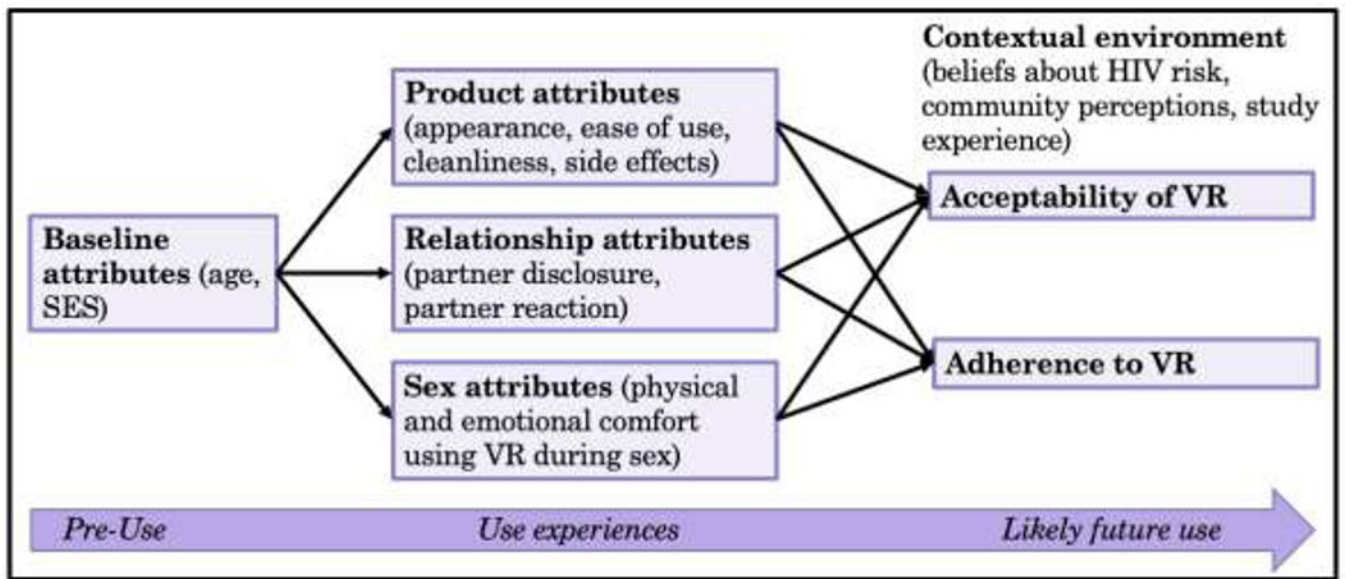 Contextual environment
(beliefs about HIV risk,
community perceptions, study
experience)
Product attributes
(appearance, ease of use,
cleanliness, side effects)
Baseline
attributes (age,
SES)
Relationship attributes
(partner disclosure,
partner reaction)
Sex attributes (physical
and emotional comfort
using VR during sex)
Acceptability of VR
Adherence to VR
Pre-Use
Use experiences
Likely future use